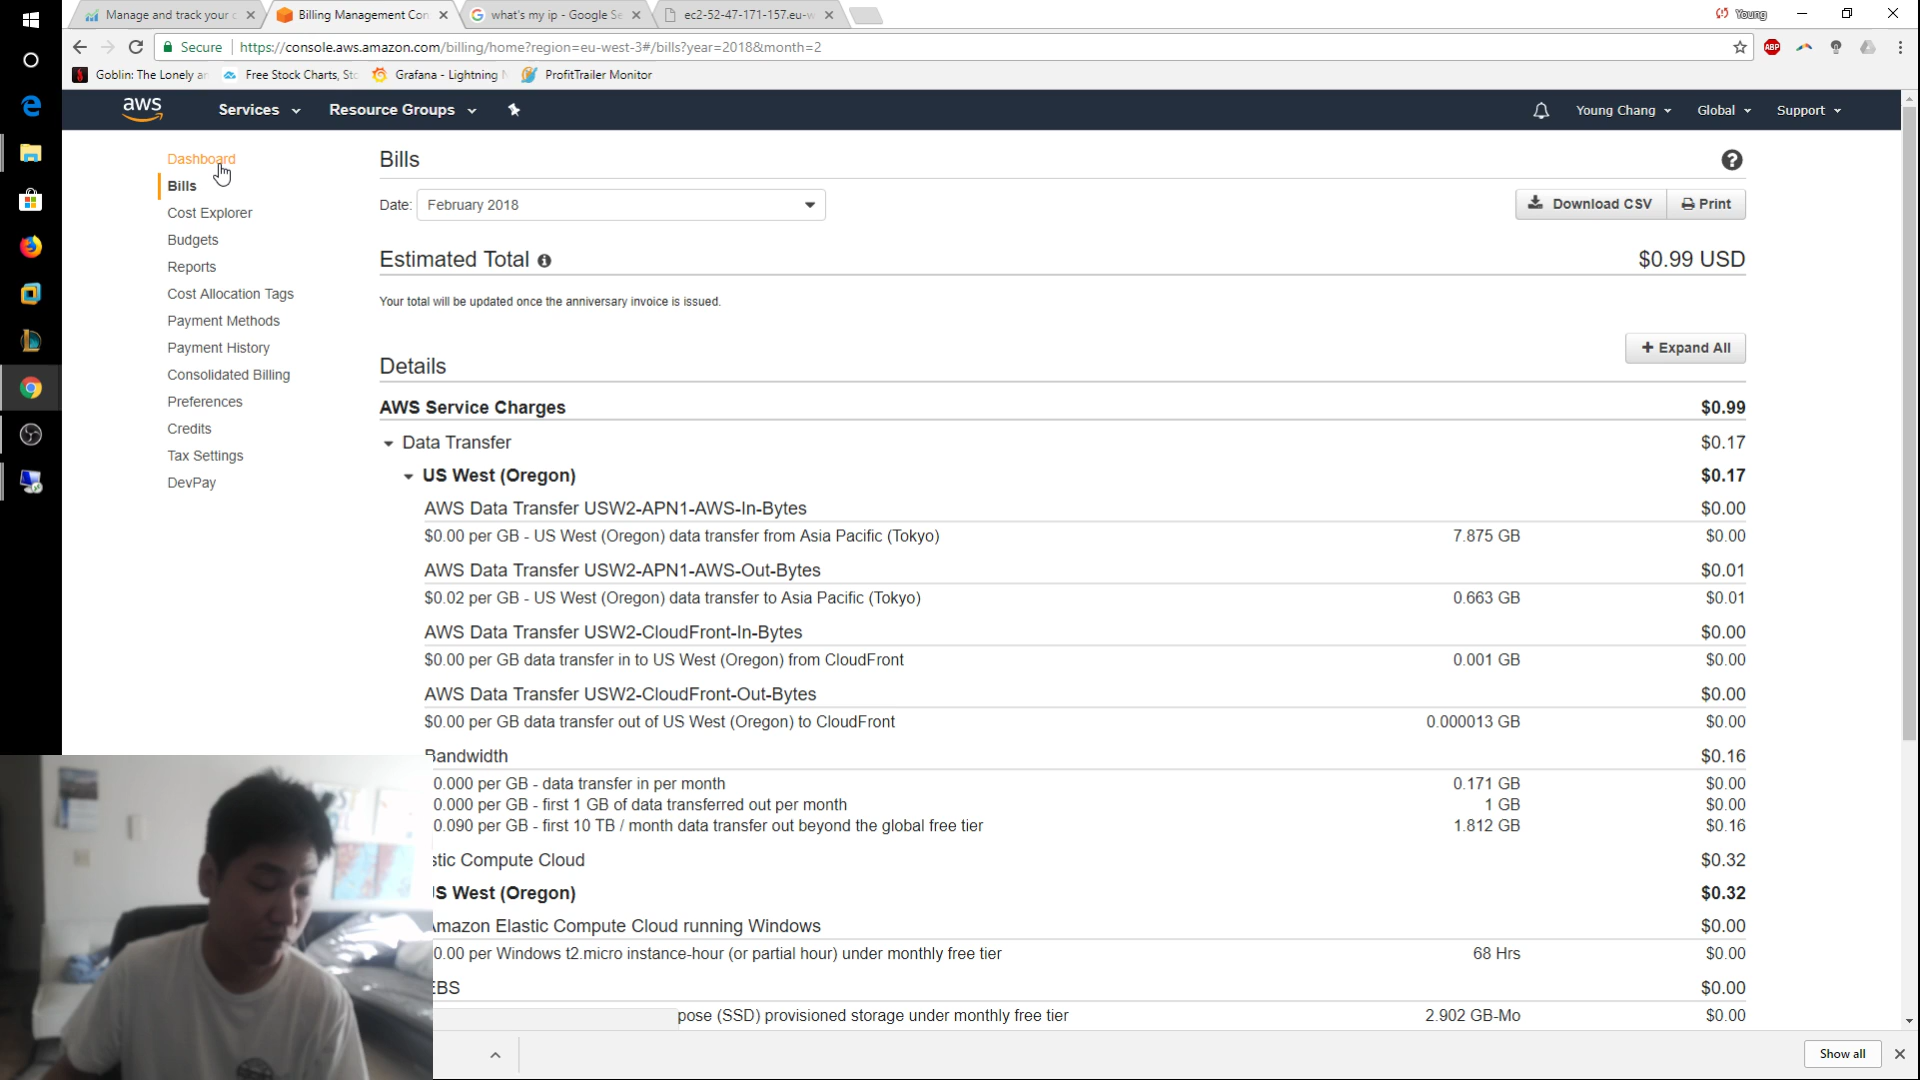 Manage and track your c
Billing Management Con
what's my ip - Google Se
ec2-52-47-171-157.eu-w
Young
Secure
https://console.aws.amazon.com/billing/home?region=eu-west-3#/bills?year=2018&month=2
ABP
Goblin: The Lonely an
Free Stock Charts, Sto
Grafana - Lightning N
ProfitTrailer Monitor
aws
Services
Resource Groups
Young Chang
Global
Support
Dashboard
Bills
Cost Explorer
Budgets
Reports
Cost Allocation Tags
Payment Methods
Payment History
Consolidated Billing
Preferences
Credits
Tax Settings
DevPay
Bills
Date: February 2018
Download CSV
Print
Estimated Total $0.99 USD
Your total will be updated once the anniversary invoice is issued.
+ Expand All
Details
AWS Service Charges $0.99
Data Transfer $0.17
US West (Oregon) $0.17
AWS Data Transfer USW2-APN1-AWS-In-Bytes $0.00
$0.00 per GB - US West (Oregon) data transfer from Asia Pacific (Tokyo) 7.875 GB $0.00
AWS Data Transfer USW2-APN1-AWS-Out-Bytes $0.01
$0.02 per GB - US West (Oregon) data transfer to Asia Pacific (Tokyo) 0.663 GB $0.01
AWS Data Transfer USW2-CloudFront-In-Bytes $0.00
$0.00 per GB data transfer in to US West (Oregon) from CloudFront 0.001 GB $0.00
AWS Data Transfer USW2-CloudFront-Out-Bytes $0.00
$0.00 per GB data transfer out of US West (Oregon) to CloudFront 0.000013 GB $0.00
Bandwidth $0.16
0.000 per GB - data transfer in per month 0.171 GB $0.00
0.000 per GB - first 1 GB of data transferred out per month 1 GB $0.00
0.090 per GB - first 10 TB / month data transfer out beyond the global free tier 1.812 GB $0.16
stic Compute Cloud $0.32
S West (Oregon) $0.32
Amazon Elastic Compute Cloud running Windows $0.00
0.00 per Windows t2.micro instance-hour (or partial hour) under monthly free tier 68 Hrs $0.00
EBS $0.00
pose (SSD) provisioned storage under monthly free tier 2.902 GB-Mo $0.00
Show all